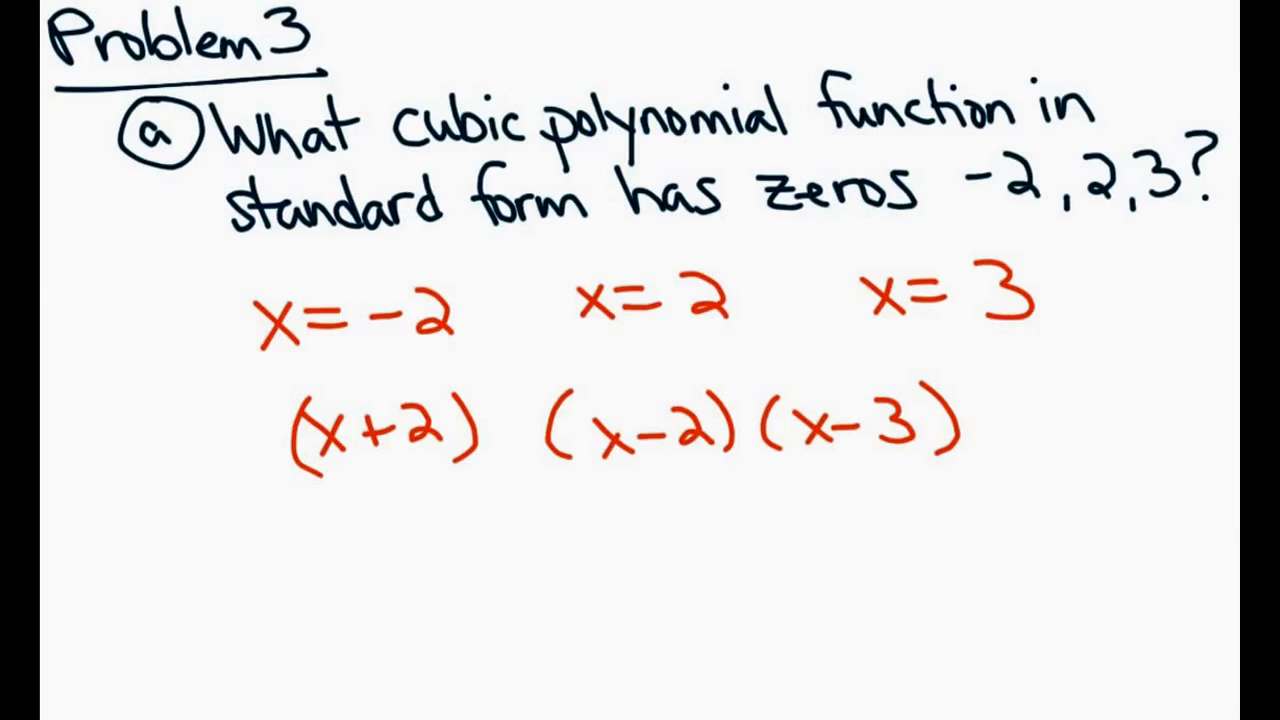 Problem 3
a What cubic polynomial function in
standard form has zeros -2, 2, 3?
x = -2 x = 2 x = 3
(x+2) (x-2)(x-3)